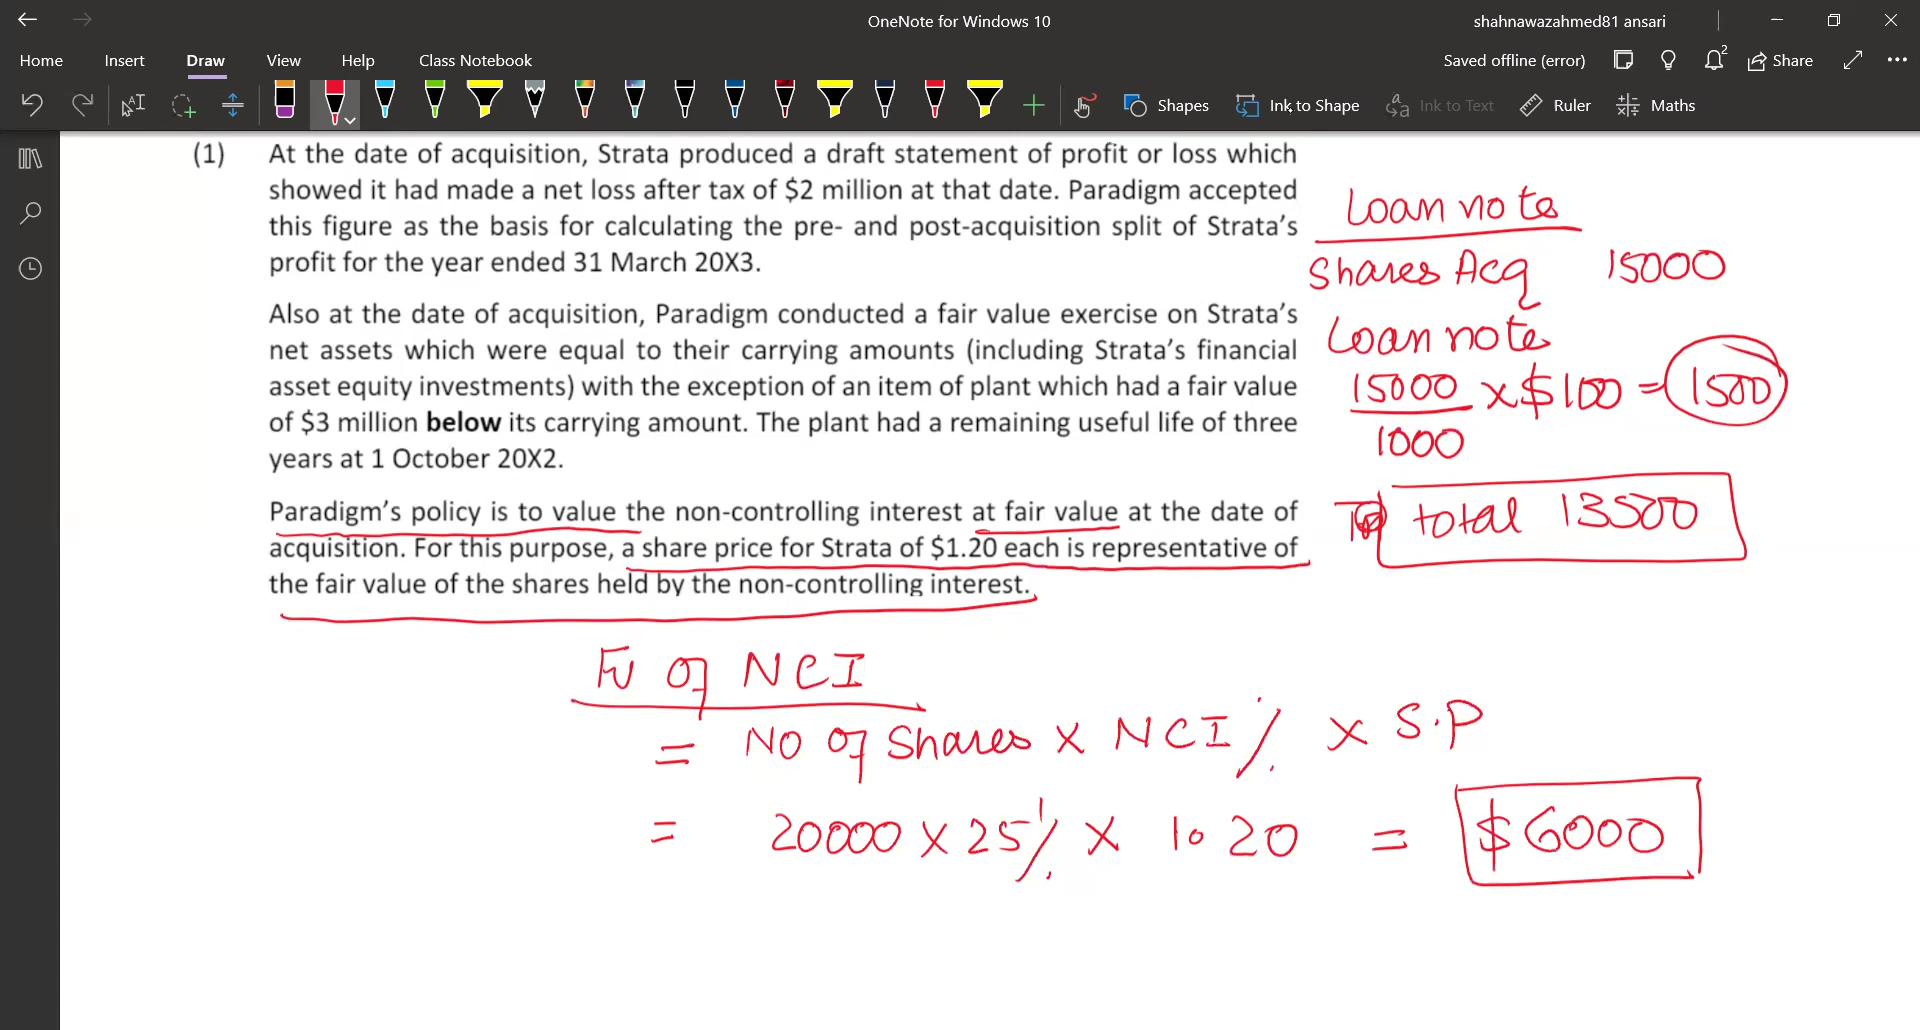 OneNote for Windows 10
shahnawazahmed81 ansari
Home Insert Draw View Help Class Notebook
Saved offline (error) 2 Share
Shapes Ink to Shape Ink to Text Ruler Maths
(1) At the date of acquisition, Strata produced a draft statement of profit or loss which
showed it had made a net loss after tax of $2 million at that date. Paradigm accepted
this figure as the basis for calculating the pre- and post-acquisition split of Strata's
profit for the year ended 31 March 20X3.
Also at the date of acquisition, Paradigm conducted a fair value exercise on Strata's
net assets which were equal to their carrying amounts (including Strata's financial
asset equity investments) with the exception of an item of plant which had a fair value
of $3 million below its carrying amount. The plant had a remaining useful life of three
years at 1 October 20X2.
Paradigm's policy is to value the non-controlling interest at fair value at the date of
acquisition. For this purpose, a share price for Strata of $1.20 each is representative of
the fair value of the shares held by the non-controlling interest.
Loan note
Shares Acq 15000
Loan note
15000 x $100 = 1500
1000
total 13500
FV of NCI
= NO of Shares x NCI % x S.P
= 20000 x 25% x 1.20 = $6000